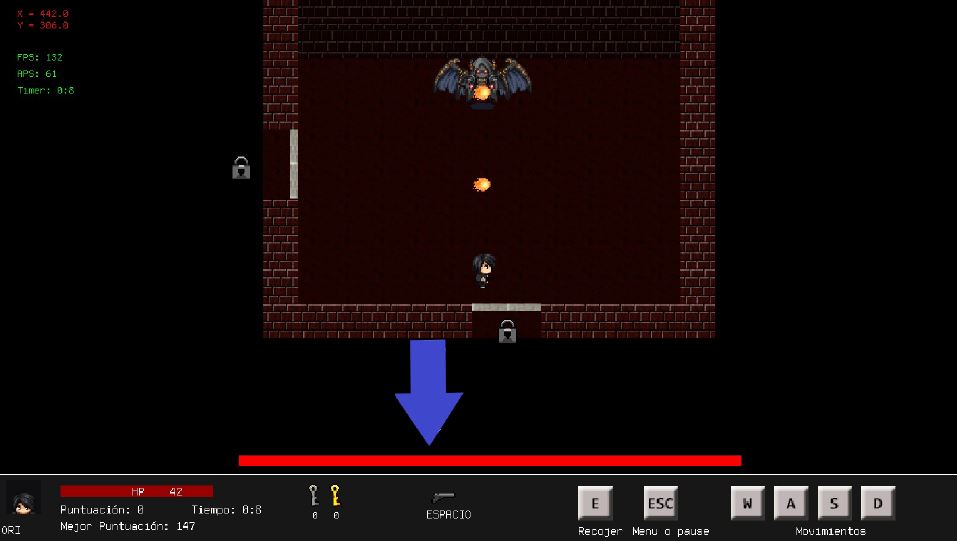 X = 442.0
Y = 306.0
FPS: 132
APS: 61
Timer: 0:8
HP 42
Puntuación: 0 Tiempo: 0:8
Mejor Puntuación: 147
ORI
0 0
ESPACIO
E ESC W A S D
Recojer Menu o pause Movimientos